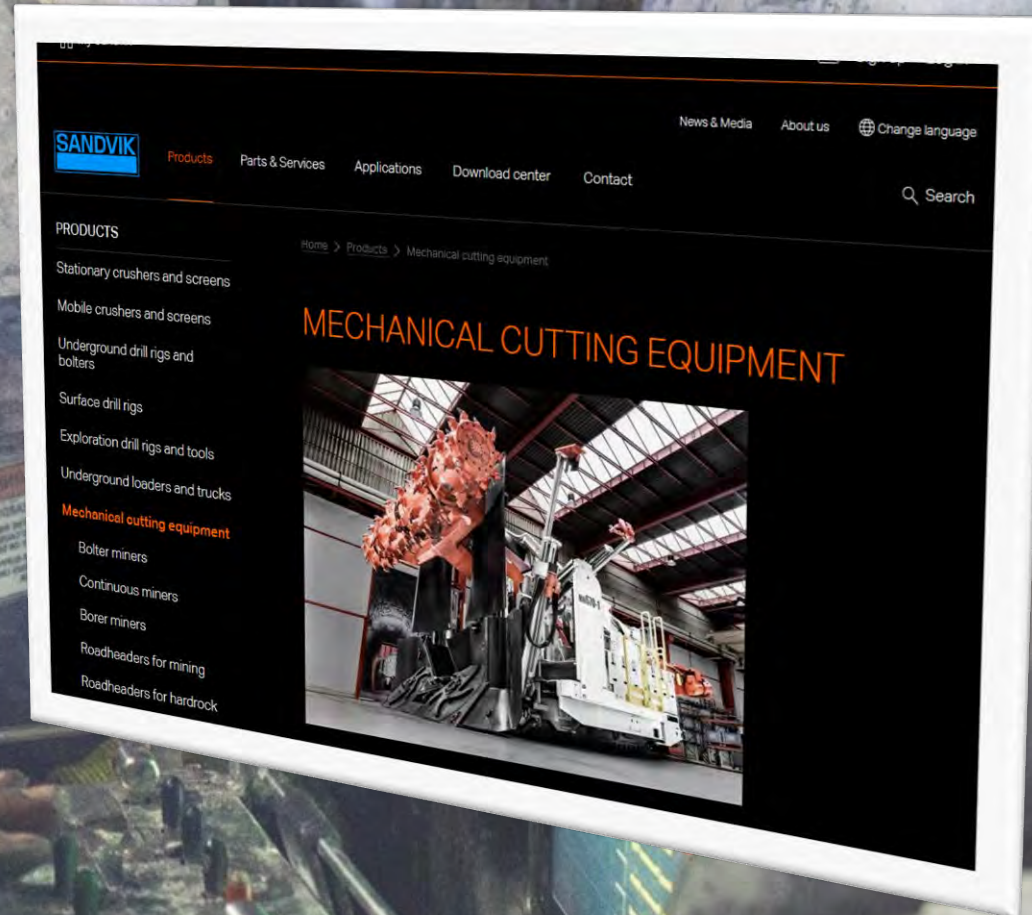 News & Media
About us
Change language
SANDVIK
Products
Parts & Services
Applications
Download center
Contact
Search
PRODUCTS
Home > Products > Mechanical cutting equipment
Stationary crushers and screens
Mobile crushers and screens
Underground drill rigs and
bolters
Surface drill rigs
Exploration drill rigs and tools
Underground loaders and trucks
Mechanical cutting equipment
Bolter miners
Continuous miners
Borer miners
Roadheaders for mining
Roadheaders for hardrock
MECHANICAL CUTTING EQUIPMENT